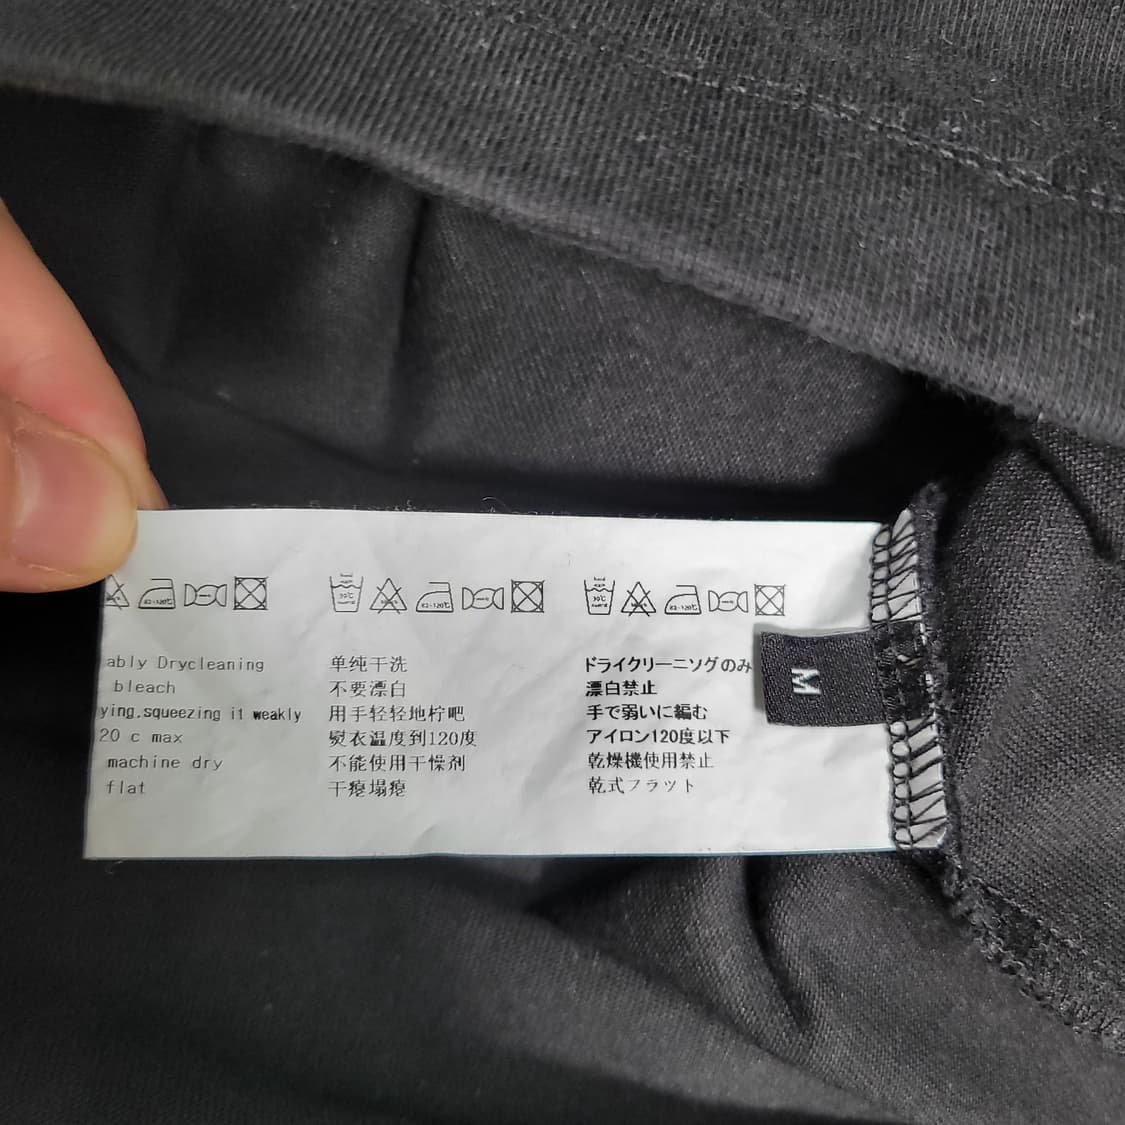 ably Drycleaning
bleach
ying.squeezing it weakly
20 c max
machine dry
flat
单纯干洗
不要漂白
用手轻轻地柠吧
熨衣温度到120度
不能使用干燥剂
干瘪塌瘪
ドライクリーニソグのみ
漂白禁止
手で弱いに編む
アイロン120度以下
乾燥機使用禁止
乾式フラット
M